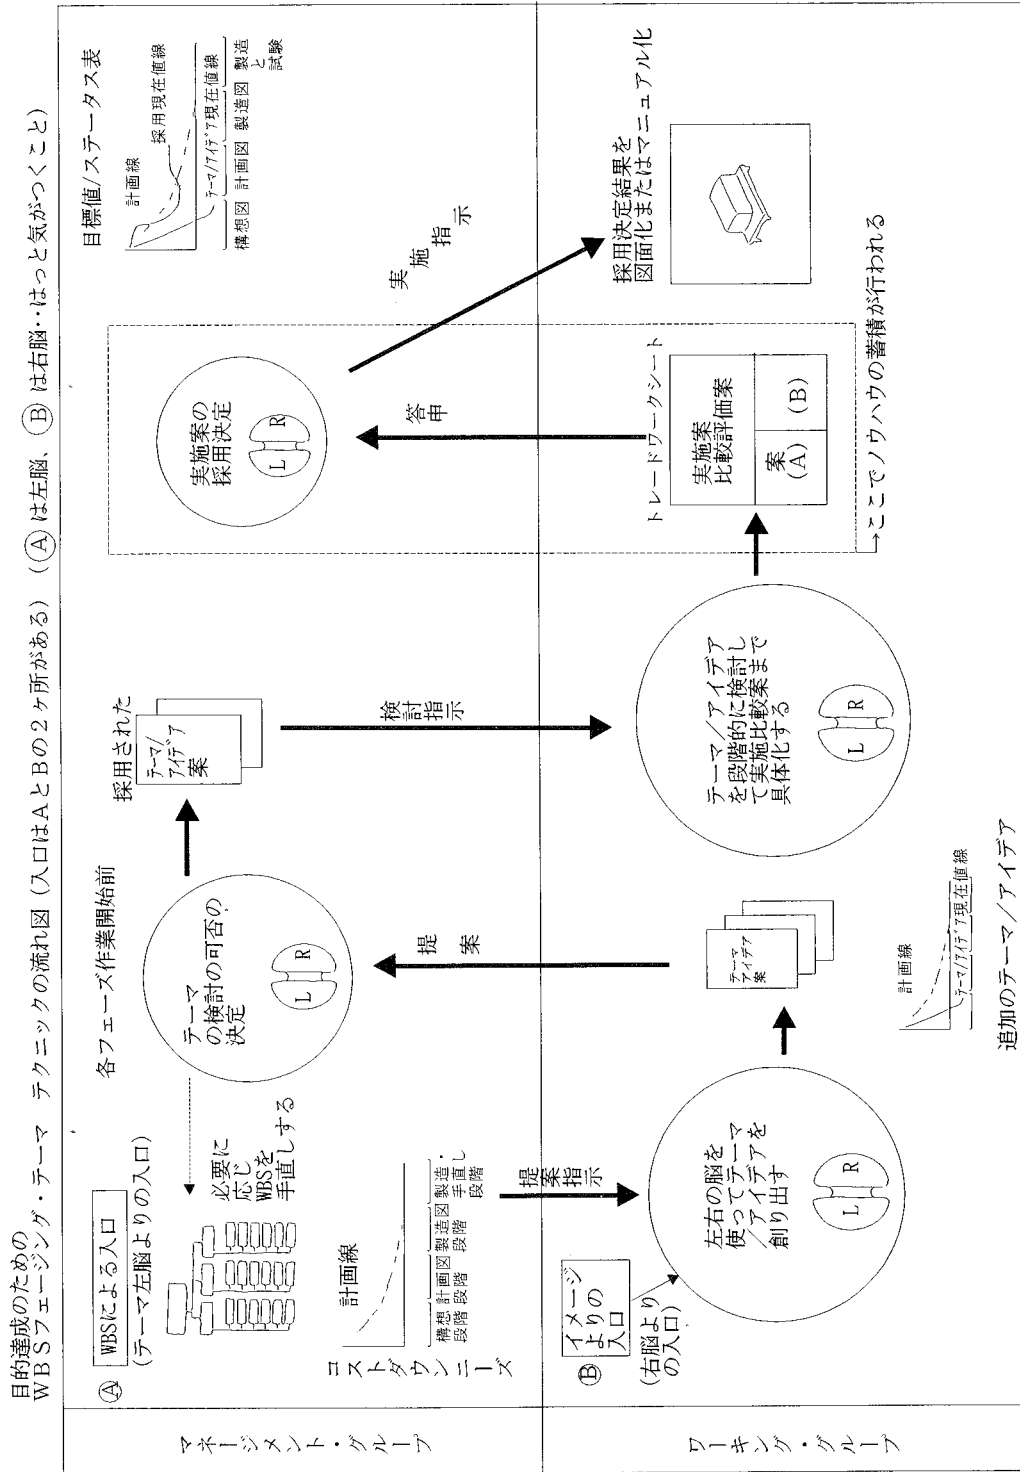 目的達成のための
WBSフェージング・テーマ テクニックの流れ図(入口はAとBの2ヶ所がある)(Ⓐは左脳、Ⓑは右脳‥はっと気がつくこと)
マネージメント・グループ
Ⓐ
WBSによる入口
(テーマ左脳よりの入口)
必要に
応じ
WBSを
手直しする
コストダウンニーズ
計画線
構想段階
計画図段階
製造図段階
製造・手直し段階
各フェーズ作業開始前
テーマ
の検討の可否の
決定
L R
採用された
テーマ/
アイデア
案
実施案の
採用決定
L R
目標値/ステータス表
計画線
採用現在値線
テーマ/アイデア現在値線
構想図 計画図 製造図 製造と試験
提案指示
提案
検討指示
答申
実施指示
ワーキング・グループ
Ⓑ
イメージ
よりの
入口
(右脳より
の入口)
左右の脳を
使ってテーマ
/アイデアを
創り出す
L R
テーマ
アイデア
案
計画線
テーマ/アイデア現在値線
追加のテーマ/アイデア
テーマ/アイデア
を段階的に検討し
て実施比較案まで
具体化する
L R
トレードワークシート
実施案
比較評価案
案
(A)
(B)
→ここでノウハウの蓄積が行われる
採用決定結果を
図面化またはマニュアル化